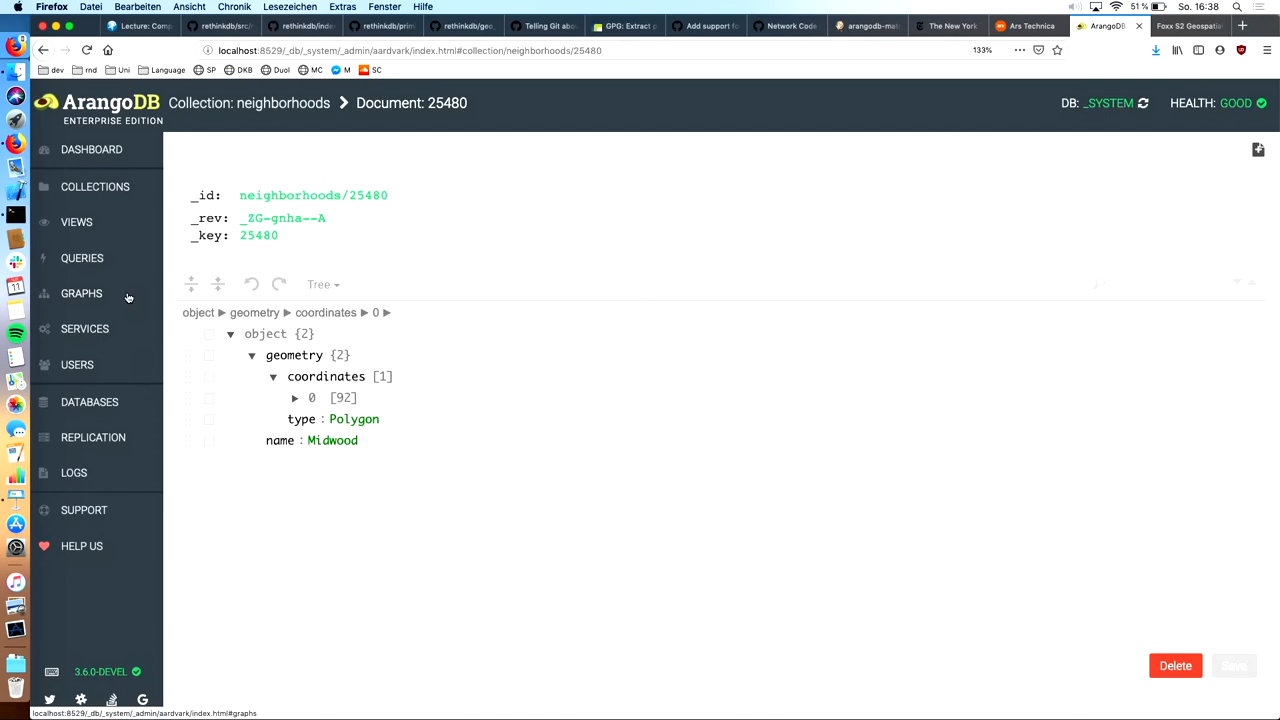 Firefox Datei Bearbeiten Ansicht Chronik Lesezeichen Extras Fenster Hilfe 51 % So. 16:38
Lecture: Comp rethinkdb/src/ rethinkdb/inde rethinkdb/prim rethinkdb/geo, Telling Git abou GPG: Extract p Add support fo Network Code arangodb-mat The New York Ars Technica ArangoDB Foxx S2 Geospatial
localhost:8529/_db/_system/_admin/aardvark/index.html#collection/neighborhoods/25480 133%
dev rnd Uni Language SP DKB Duol MC M SC
ArangoDB Collection: neighborhoods Document: 25480 DB: _SYSTEM HEALTH: GOOD
ENTERPRISE EDITION
DASHBOARD
COLLECTIONS
VIEWS
QUERIES
GRAPHS
SERVICES
USERS
DATABASES
REPLICATION
LOGS
SUPPORT
HELP US
3.6.0-DEVEL
_id: neighborhoods/25480
_rev: _ZG-gnha--A
_key: 25480
Tree
object ▶ geometry ▶ coordinates ▶ 0 ▶
object {2}
geometry {2}
coordinates [1]
0 [92]
type : Polygon
name : Midwood
Delete Save
localhost:8529/_db/_system/_admin/aardvark/index.html#graphs